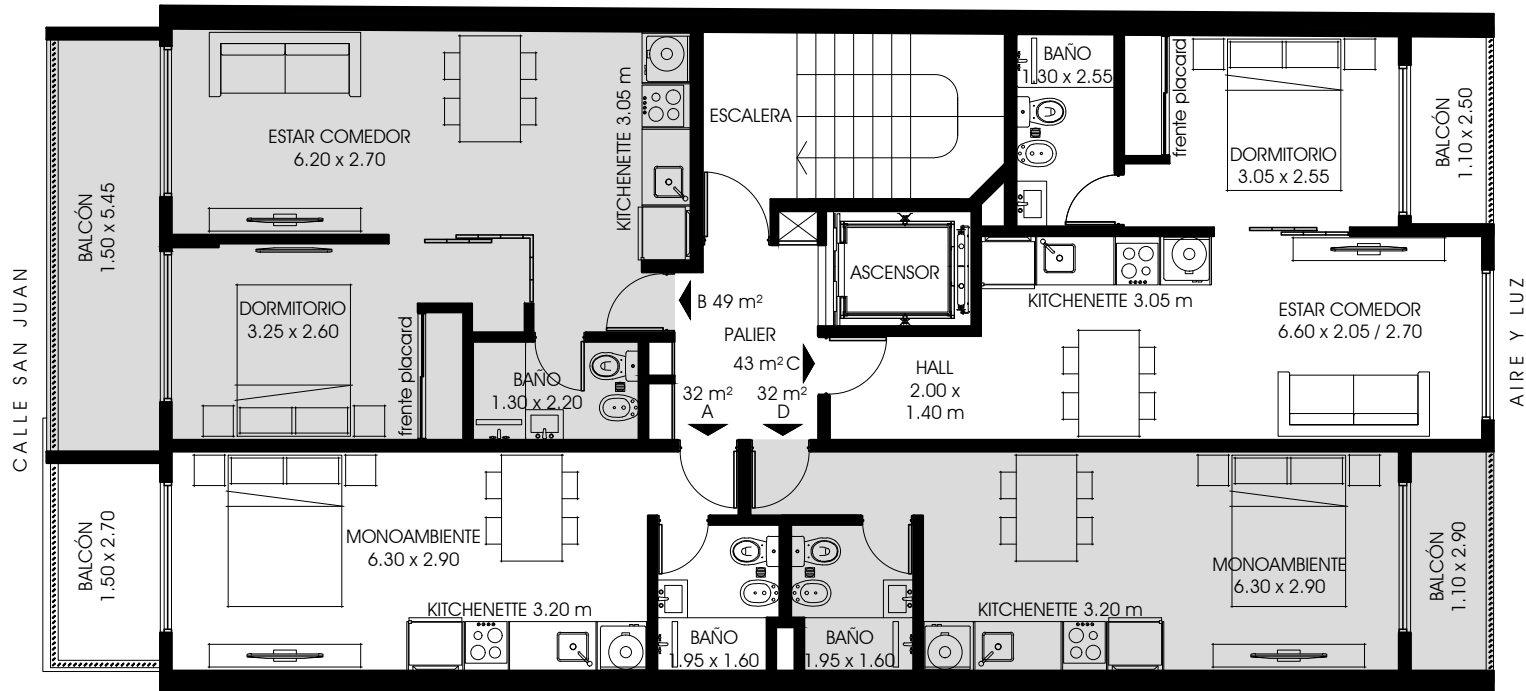 CALLE SAN JUAN
BALCÓN
1.50 x 5.45
ESTAR COMEDOR
6.20 x 2.70
KITCHENETTE 3.05 m
DORMITORIO
3.25 x 2.60
frente placard
BAÑO
1.30 x 2.20
ESCALERA
ASCENSOR
B 49 m²
PALIER
43 m² C
32 m²
A
32 m²
D
BAÑO
1.30 x 2.55
frente placard
DORMITORIO
3.05 x 2.55
BALCÓN
1.10 x 2.50
KITCHENETTE 3.05 m
ESTAR COMEDOR
6.60 x 2.05 / 2.70
HALL
2.00 x
1.40 m
AIRE Y LUZ
BALCÓN
1.50 x 2.70
MONOAMBIENTE
6.30 x 2.90
KITCHENETTE 3.20 m
BAÑO
1.95 x 1.60
BAÑO
1.95 x 1.60
KITCHENETTE 3.20 m
MONOAMBIENTE
6.30 x 2.90
BALCÓN
1.10 x 2.90